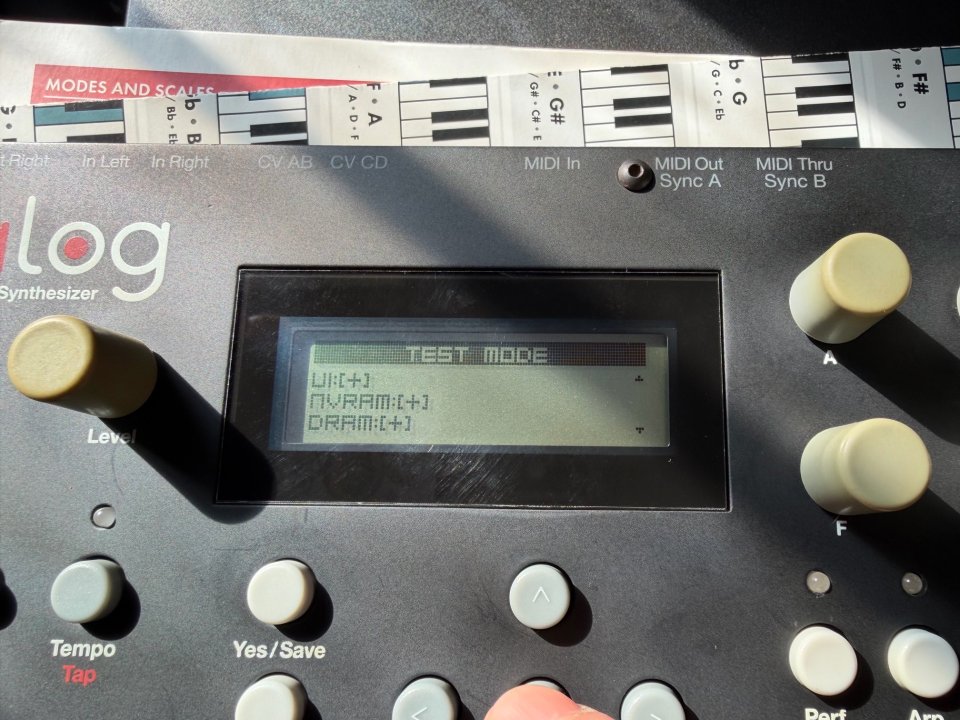 MODES AND SCALES
F • A
/ A • D • F
E • G#
/ G# • C# • E
b • G
/ G • C • Eb
D • F#
/ F# • B • D
/ Bb • Eb
t Right
In Left
In Right
CV AB
CV CD
MIDI In
MIDI Out
Sync A
MIDI Thru
Sync B
log
Synthesizer
TEST MODE
UI:[+]
NVRAM:[+]
DRAM:[+]
Level
A
F
Tempo
Tap
Yes/Save
Perf
Arp